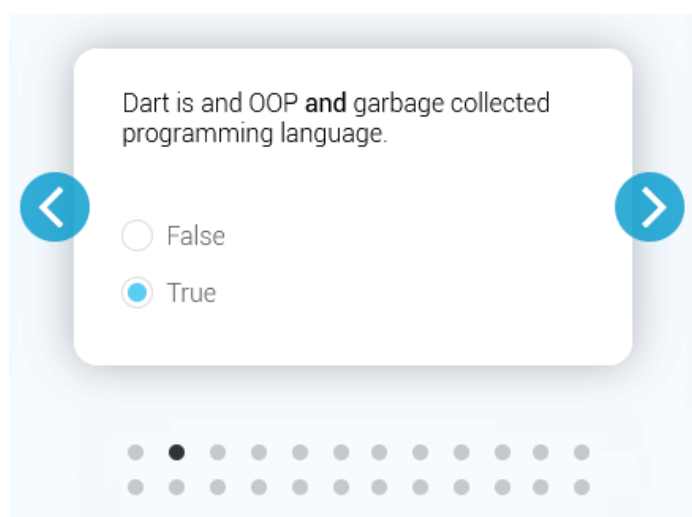 Dart is and OOP and garbage collected
programming language.
False
True